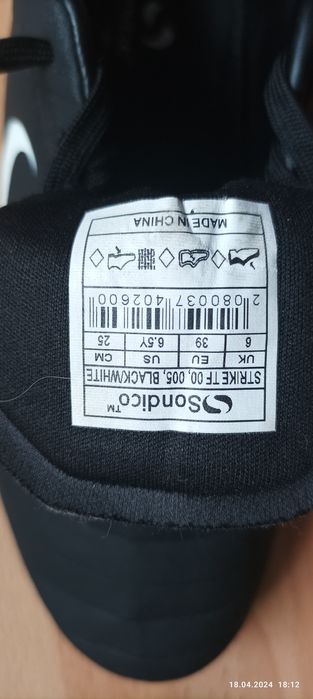 Sondico™
STRIKE TF 00, 005, BLACK/WHITE
UK EU US CM
6 39 6.5Y 25
2 080037 402600
MADE IN CHINA
18.04.2024 18:12